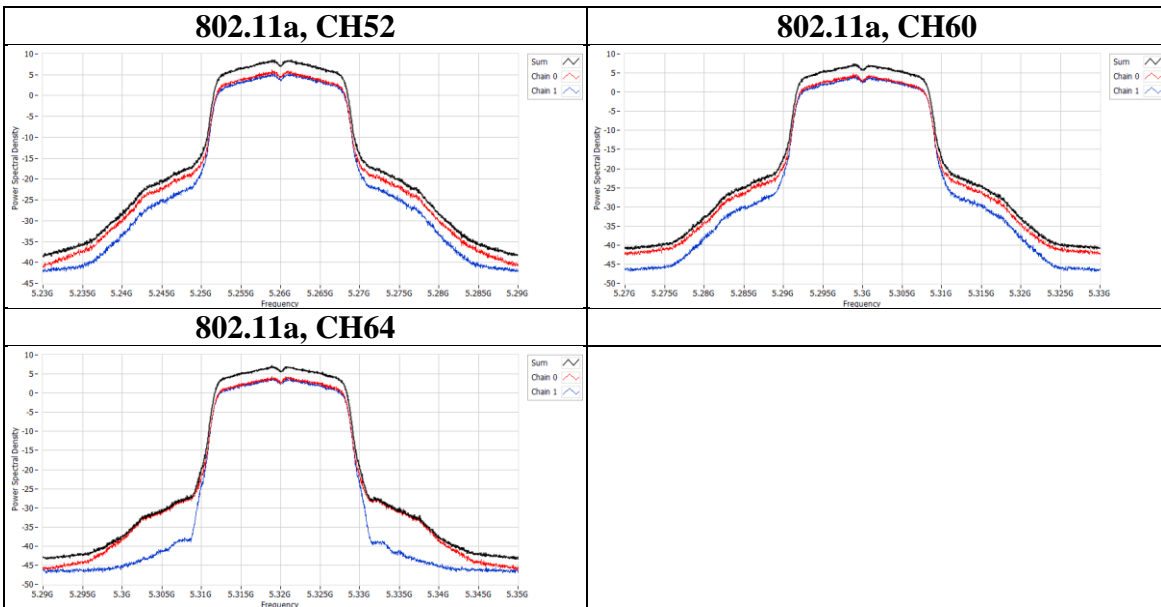 802.11a, CH52
802.11a, CH60
Sum
Chain 0
Chain 1
Power Spectral Density
10-
5-
0-
-5-
-10-
-15-
-20-
-25-
-30-
-35-
-40-
-45-
5.23G 5.235G 5.24G 5.245G 5.25G 5.255G 5.26G 5.265G 5.27G 5.275G 5.28G 5.285G 5.29G
Frequency
Sum
Chain 0
Chain 1
Power Spectral Density
10-
5-
0-
-5-
-10-
-15-
-20-
-25-
-30-
-35-
-40-
-45-
-50-
5.27G 5.275G 5.28G 5.285G 5.29G 5.295G 5.3G 5.305G 5.31G 5.315G 5.32G 5.325G 5.33G
Frequency
802.11a, CH64
Sum
Chain 0
Chain 1
Power Spectral Density
10-
5-
0-
-5-
-10-
-15-
-20-
-25-
-30-
-35-
-40-
-45-
-50-
5.29G 5.295G 5.3G 5.305G 5.31G 5.315G 5.32G 5.325G 5.33G 5.335G 5.34G 5.345G 5.35G
Frequency